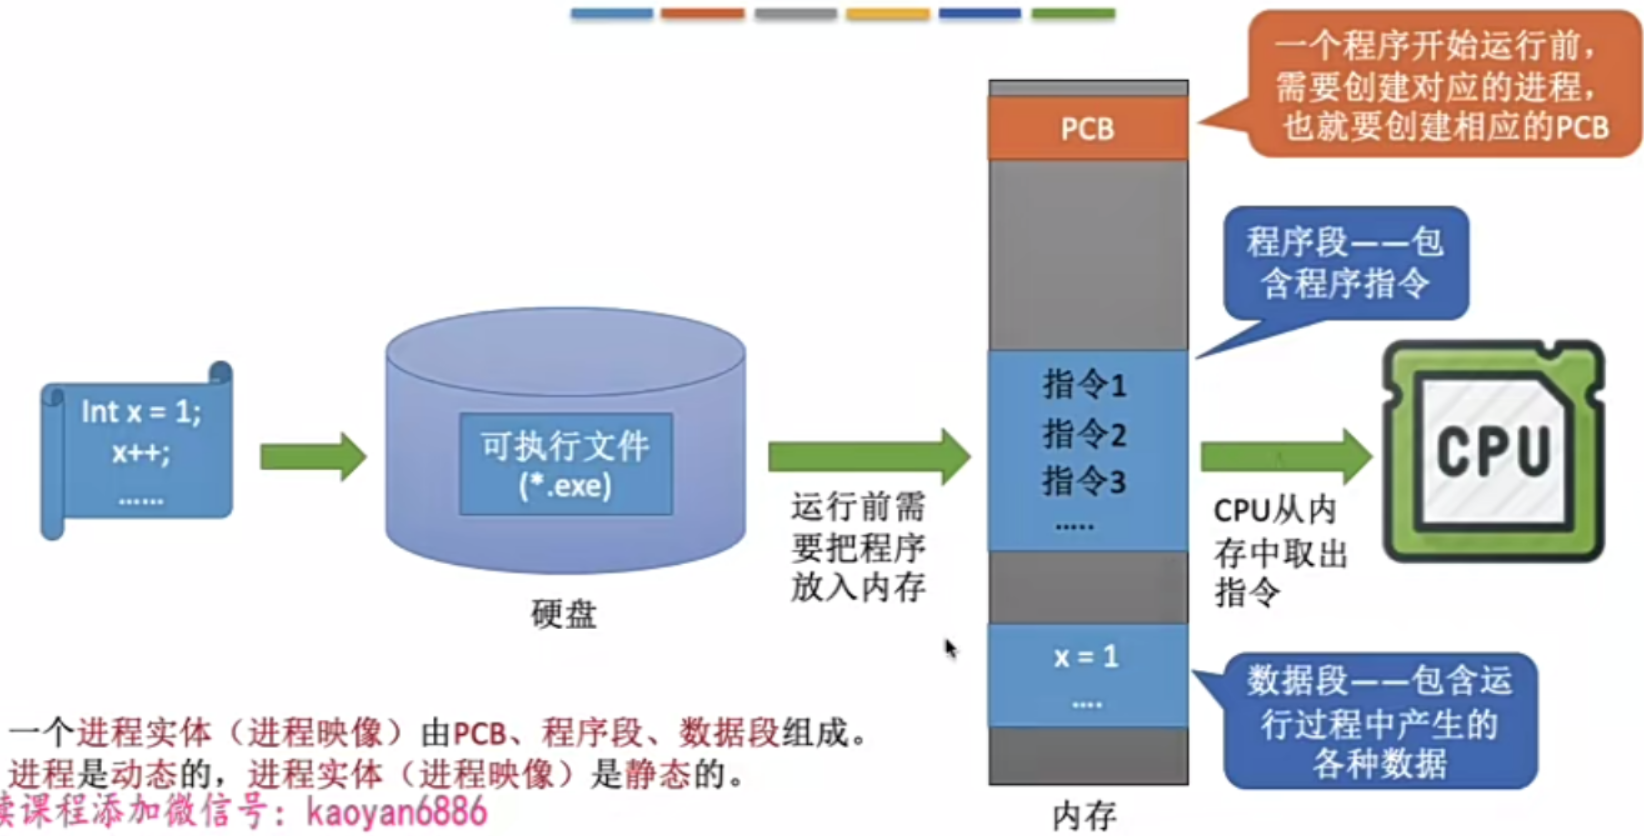 一个程序开始运行前，
需要创建对应的进程，
也就要创建相应的PCB
PCB
程序段——包
含程序指令
Int x = 1;
x++;
……
可执行文件
(*.exe)
硬盘
运行前需
要把程序
放入内存
指令1
指令2
指令3
.....
CPU从内
存中取出
指令
CPU
x = 1
....
数据段——包含运
行过程中产生的
各种数据
内存
一个进程实体（进程映像）由PCB、程序段、数据段组成。
进程是动态的，进程实体（进程映像）是静态的。
课程添加微信号：kaoyan6886